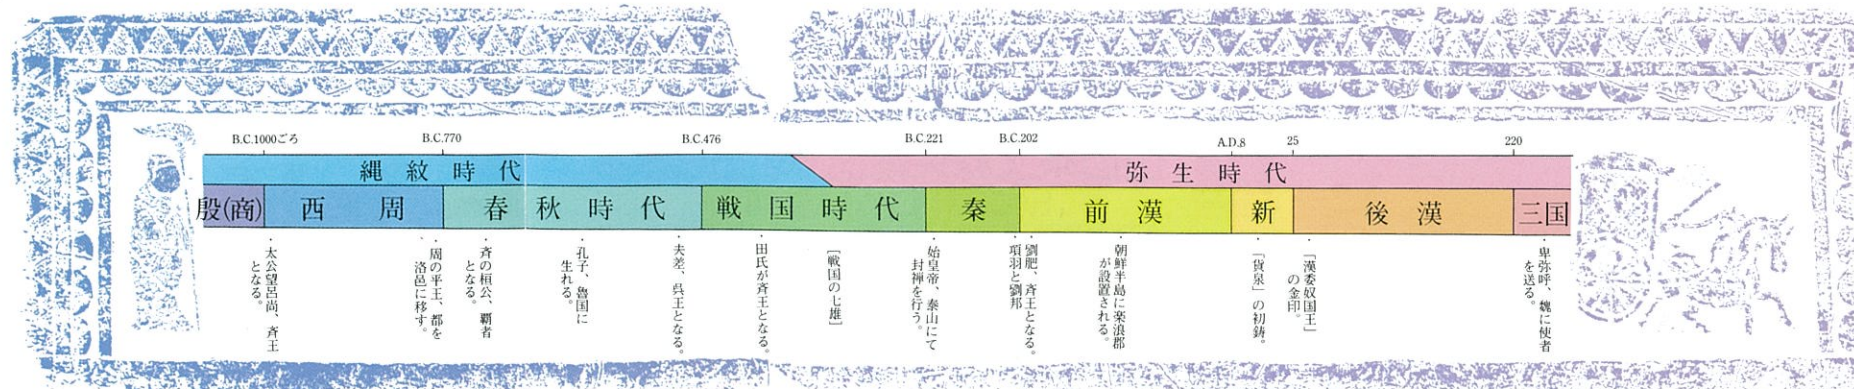 B.C.1000ごろ
B.C.770
B.C.476
B.C.221
B.C.202
A.D.8
25
220
縄紋時代
弥生時代
殷(商)
西周
春秋時代
戦国時代
秦
前漢
新
後漢
三国
・太公望呂尚、斉王
となる。
・周の平王、都を
洛邑に移す。
・斉の桓公、覇者
となる。
・孔子、魯国に
生れる。
・夫差、呉王となる。
・田氏が斉王となる。
［戦国の七雄］
・始皇帝、泰山にて
封禅を行う。
・劉肥、斉王となる。
・項羽と劉邦
・朝鮮半島に楽浪郡
が設置される。
・「貨泉」の初鋳。
・「漢委奴国王」
の金印。
・卑弥呼、魏に使者
を送る。